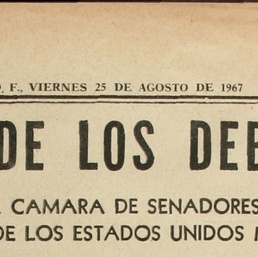 F., VIERNES 25 DE AGOSTO DE 1967
DE LOS DEB
CAMARA DE SENADORES
DE LOS ESTADOS UNIDOS M